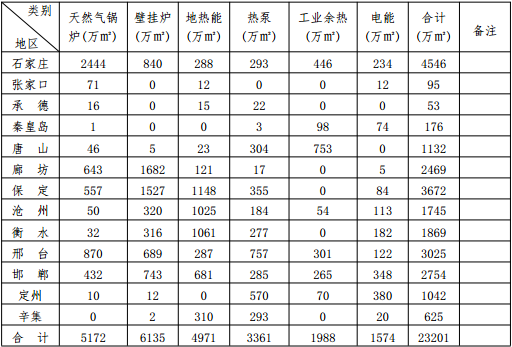 类别 天然气锅炉(万㎡) 壁挂炉(万㎡) 地热能(万㎡) 热泵(万㎡) 工业余热(万㎡) 电能(万㎡) 合计(万㎡) 备注
地区
石家庄 2444 840 288 293 446 234 4546
张家口 71 0 12 0 0 12 95
承 德 16 0 15 22 0 0 53
秦皇岛 1 0 0 3 98 74 176
唐 山 46 5 23 304 753 0 1132
廊 坊 643 1682 121 17 0 5 2469
保 定 557 1527 1148 355 0 84 3672
沧 州 50 320 1025 184 54 113 1745
衡 水 32 316 1061 277 0 182 1869
邢 台 870 689 287 757 301 122 3025
邯 郸 432 743 681 285 265 348 2754
定州 10 12 0 570 70 380 1042
辛集 0 2 310 293 0 20 625
合 计 5172 6135 4971 3361 1988 1574 23201